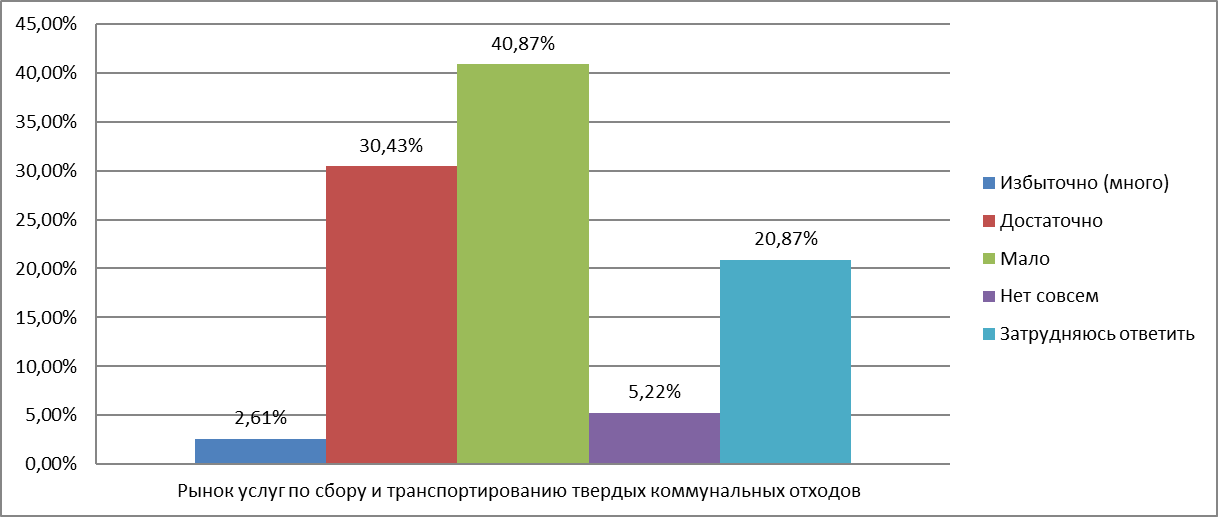 45,00%
40,00%
35,00%
30,00%
25,00%
20,00%
15,00%
10,00%
5,00%
0,00%
2,61%
30,43%
40,87%
5,22%
20,87%
Рынок услуг по сбору и транспортированию твердых коммунальных отходов
Избыточно (много)
Достаточно
Мало
Нет совсем
Затрудняюсь ответить